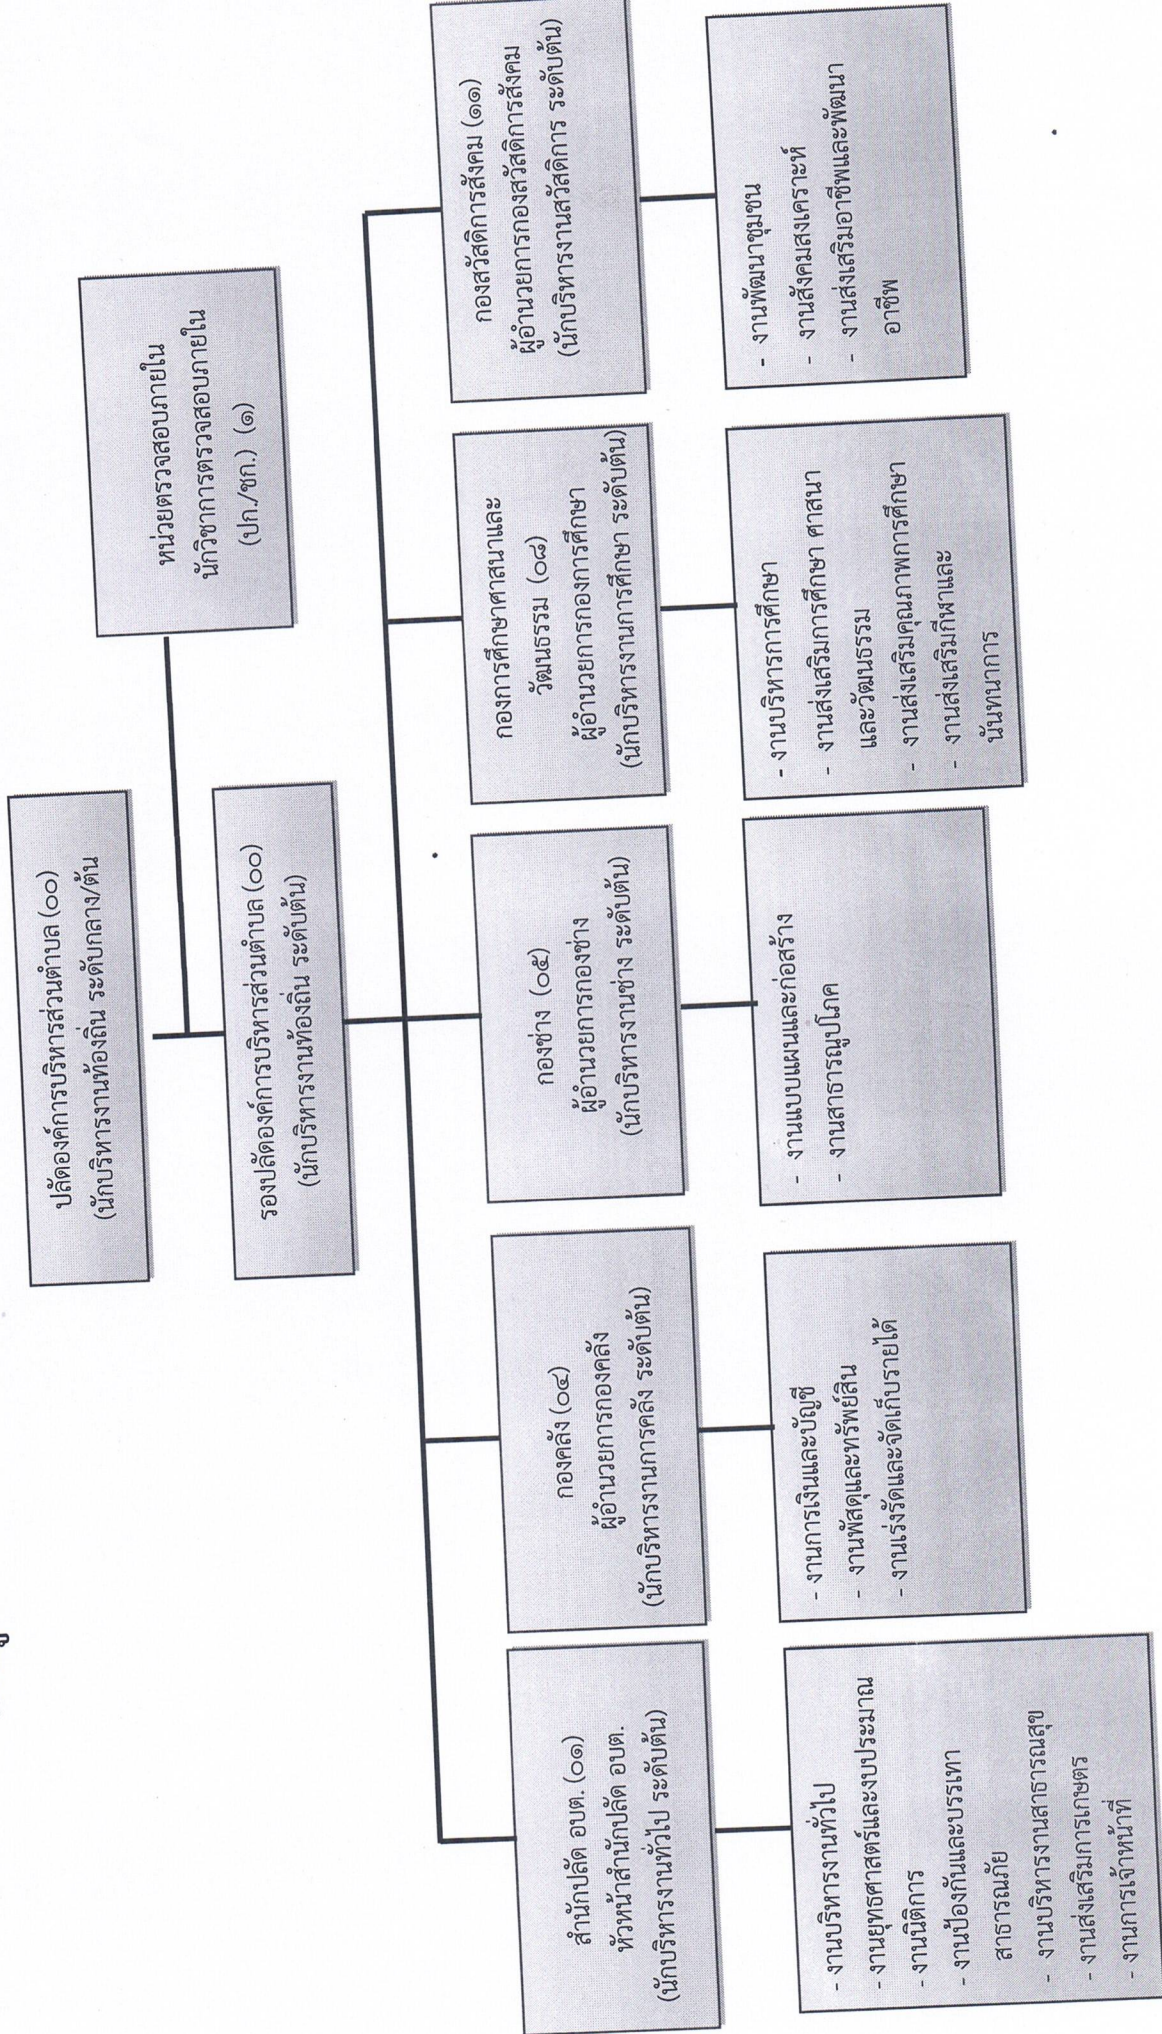 ปลัดองค์การบริหารส่วนตำบล (๐๐)
(นักบริหารงานท้องถิ่น ระดับกลาง/ต้น
หน่วยตรวจสอบภายใน
นักวิชาการตรวจสอบภายใน
(ปก./ชก.) (๑)
รองปลัดองค์การบริหารส่วนตำบล (๐๐)
(นักบริหารงานท้องถิ่น ระดับต้น)
สำนักปลัด อบต. (๐๑)
หัวหน้าสำนักปลัด อบต.
(นักบริหารงานทั่วไป ระดับต้น)
กองคลัง (๐๔)
ผู้อำนวยการกองคลัง
(นักบริหารงานการคลัง ระดับต้น)
กองช่าง (๐๕)
ผู้อำนวยการกองช่าง
(นักบริหารงานช่าง ระดับต้น)
กองการศึกษาศาสนาและ
วัฒนธรรม (๐๘)
ผู้อำนวยการกองการศึกษา
(นักบริหารงานการศึกษา ระดับต้น)
กองสวัสดิการสังคม (๑๑)
ผู้อำนวยการกองสวัสดิการสังคม
(นักบริหารงานสวัสดิการ ระดับต้น)
- งานบริหารงานทั่วไป
- งานยุทธศาสตร์และงบประมาณ
- งานนิติการ
- งานป้องกันและบรรเทา
สาธารณภัย
- งานบริหารงานสาธารณสุข
- งานส่งเสริมการเกษตร
- งานการเจ้าหน้าที่
- งานการเงินและบัญชี
- งานพัสดุและทรัพย์สิน
- งานเร่งรัดและจัดเก็บรายได้
- งานแบบแผนและก่อสร้าง
- งานสาธารณูปโภค
- งานบริหารการศึกษา
- งานส่งเสริมการศึกษา ศาสนา
และวัฒนธรรม
- งานส่งเสริมคุณภาพการศึกษา
- งานส่งเสริมกีฬาและ
นันทนาการ
- งานพัฒนาชุมชน
- งานสังคมสงเคราะห์
- งานส่งเสริมอาชีพและพัฒนา
อาชีพ